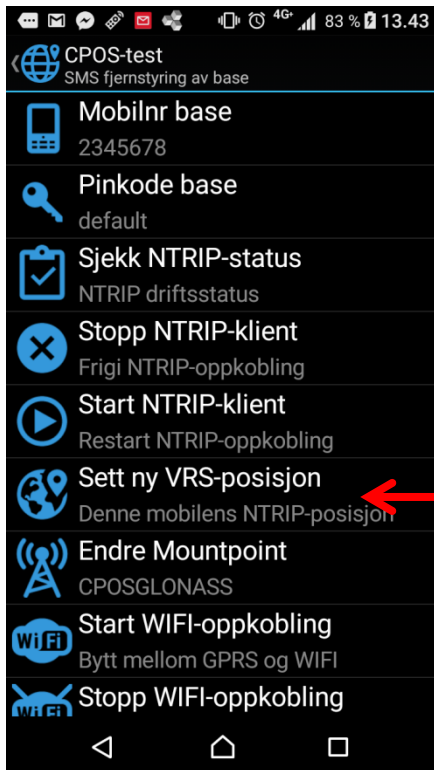 4G+ 83 % 13.43
CPOS-test
SMS fjernstyring av base
Mobilnr base
2345678
Pinkode base
default
Sjekk NTRIP-status
NTRIP driftsstatus
Stopp NTRIP-klient
Frigi NTRIP-oppkobling
Start NTRIP-klient
Restart NTRIP-oppkobling
Sett ny VRS-posisjon
Denne mobilens NTRIP-posisjon
Endre Mountpoint
CPOSGLONASS
WiFi
Start WIFI-oppkobling
Bytt mellom GPRS og WIFI
Stopp WIFI-oppkobling
WiFi